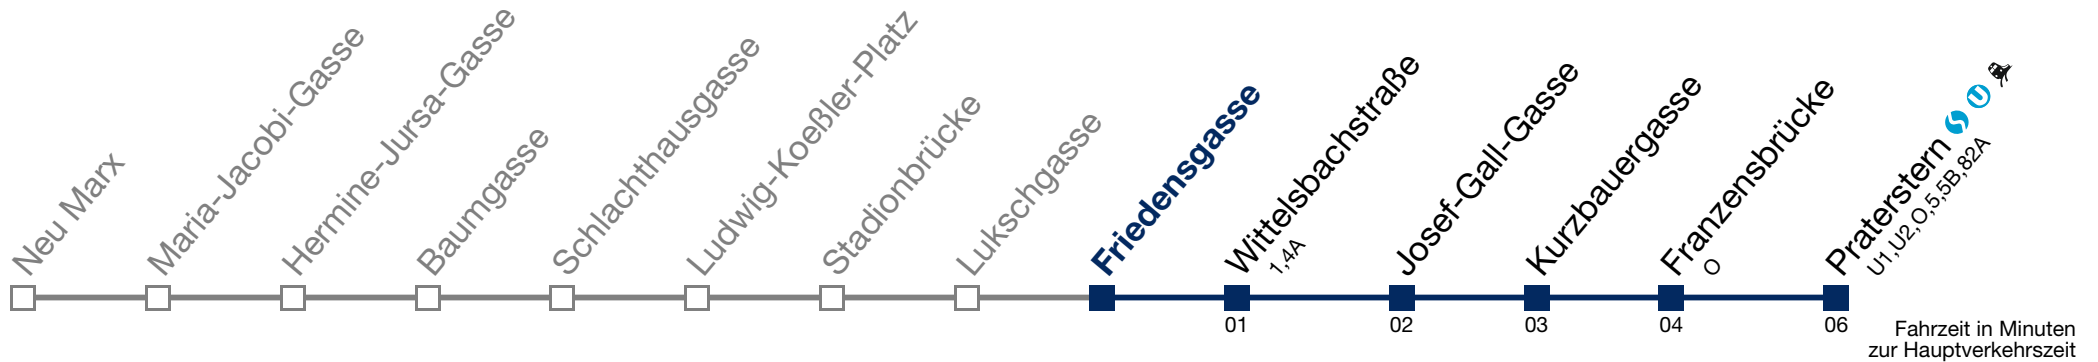 Neu Marx
Maria-Jacobi-Gasse
Hermine-Jursa-Gasse
Baumgasse
Schlachthausgasse
Ludwig-Koeßler-Platz
Stadionbrücke
Lukschgasse
Friedensgasse
Wittelsbachstraße
1,4A
Josef-Gall-Gasse
Kurzbauergasse
Franzensbrücke
O
Praterstern S U
U1,U2,O,5,5B,82A
01
02
03
04
06
Fahrzeit in Minuten
zur Hauptverkehrszeit